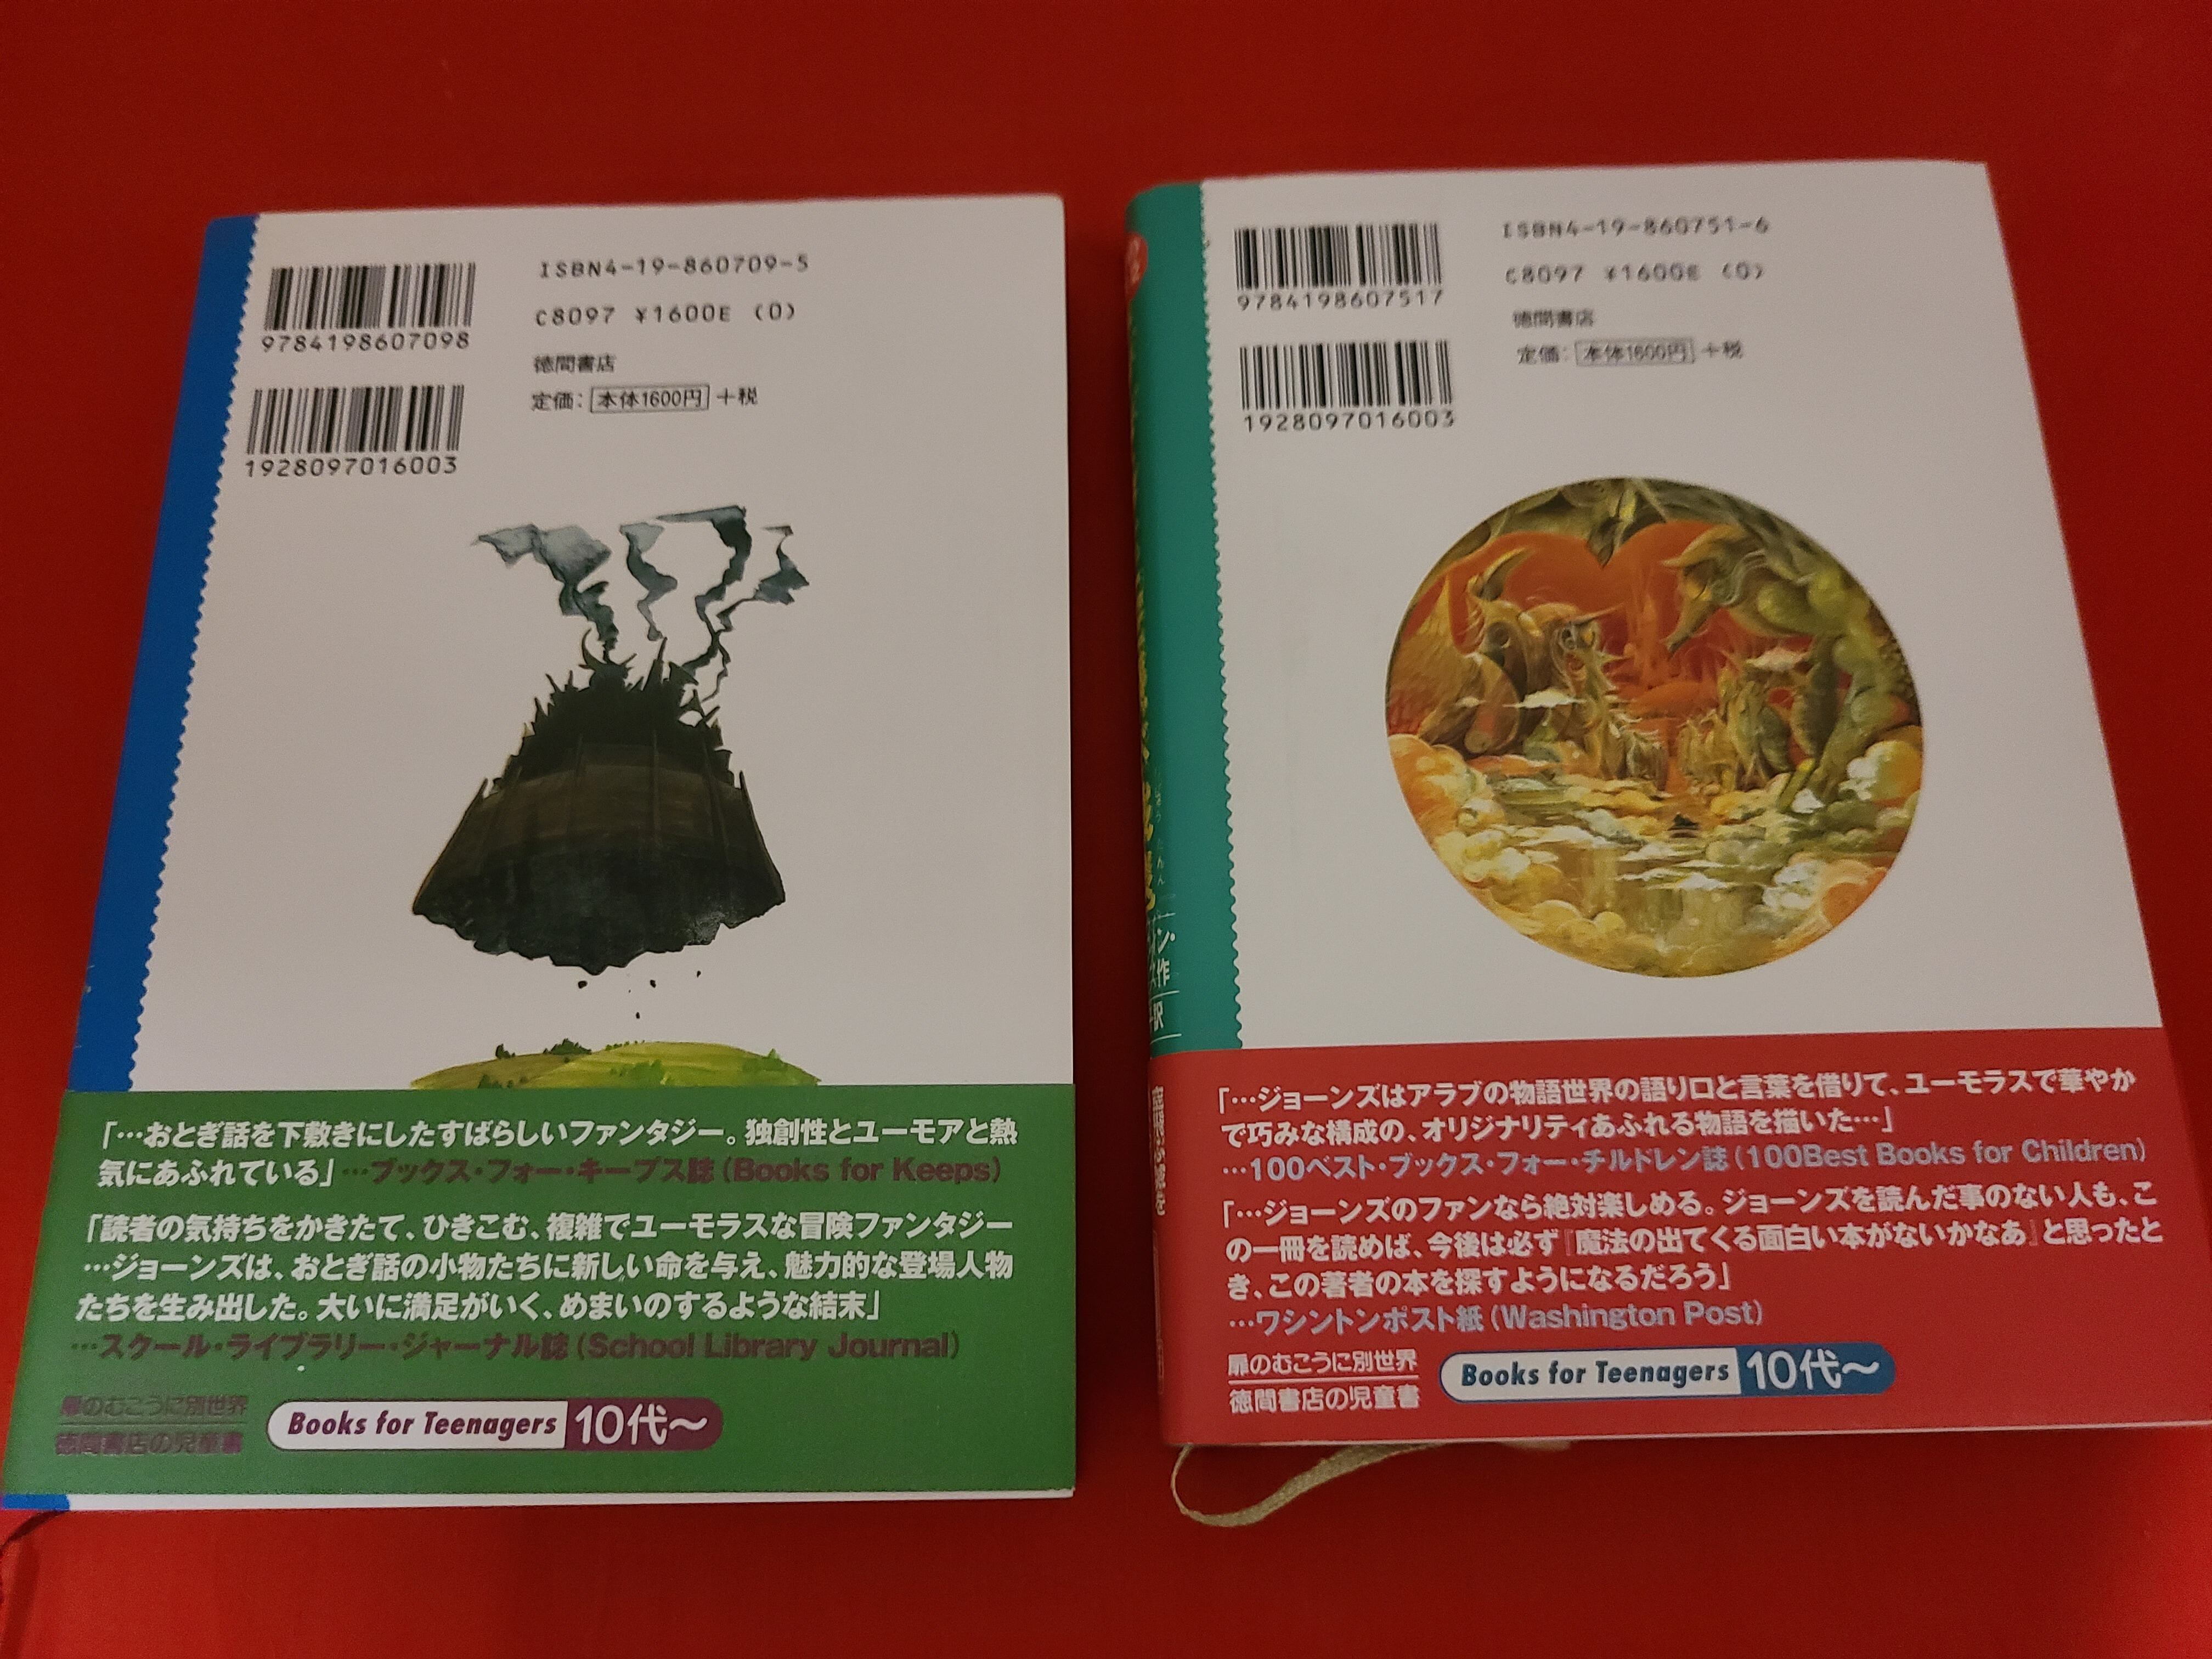 ISBN4-19-860709-5
9784198607098
C8097 ¥1600E (0)
徳間書店
定価：本体1600円＋税
1928097016003
「…おとぎ話を下敷きにしたすばらしいファンタジー。独創性とユーモアと熱
気にあふれている」…ブックス・フォー・キープス誌（Books for Keeps）
「読者の気持ちをかきたて、ひきこむ、複雑でユーモラスな冒険ファンタジー
…ジョーンズは、おとぎ話の小物たちに新しい命を与え、魅力的な登場人物
たちを生み出した。大いに満足がいく、めまいのするような結末」
…スクール・ライブラリー・ジャーナル誌（School Library Journal）
扉のむこうに別世界
徳間書店の児童書
Books for Teenagers 10代〜
ISBN4-19-860751-6
9784198607517
C8097 ¥1600E (0)
徳間書店
定価：本体1600円＋税
1928097016003
「…ジョーンズはアラブの物語世界の語り口と言葉を借りて、ユーモラスで華やか
で巧みな構成の、オリジナリティあふれる物語を描いた…」
…100ベスト・ブックス・フォー・チルドレン誌（100Best Books for Children）
「…ジョーンズのファンなら絶対楽しめる。ジョーンズを読んだ事のない人も、こ
の一冊を読めば、今後は必ず『魔法の出てくる面白い本がないかなあ』と思ったと
き、この著者の本を探すようになるだろう」
…ワシントンポスト紙（Washington Post）
扉のむこうに別世界
徳間書店の児童書
Books for Teenagers 10代〜